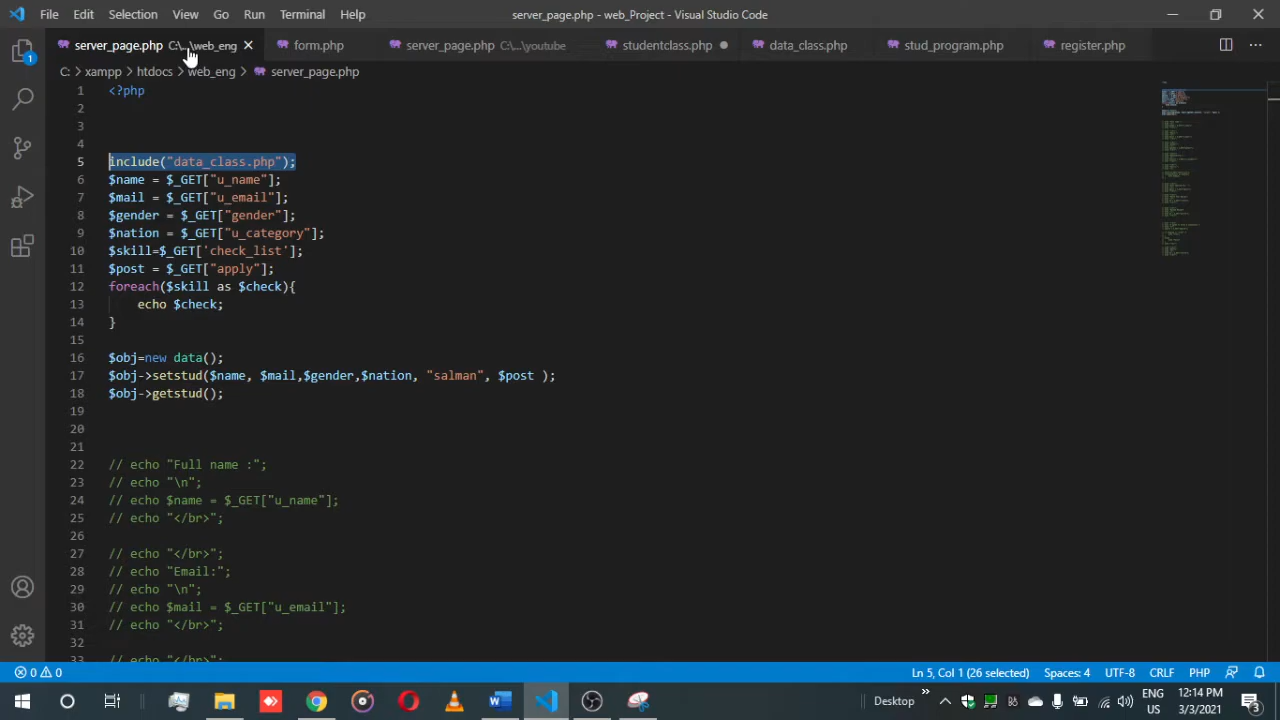 File Edit Selection View Go Run Terminal Help
server_page.php - web_Project - Visual Studio Code
server_page.php C:\...\web_eng
form.php
server_page.php C:\...\youtube
studentclass.php
data_class.php
stud_program.php
register.php
C: > xampp > htdocs > web_eng > server_page.php
1 <?php
2
3
4
5 include("data_class.php");
6 $name = $_GET["u_name"];
7 $mail = $_GET["u_email"];
8 $gender = $_GET["gender"];
9 $nation = $_GET["u_category"];
10 $skill=$_GET['check_list'];
11 $post = $_GET["apply"];
12 foreach($skill as $check){
13 echo $check;
14 }
15
16 $obj=new data();
17 $obj->setstud($name, $mail,$gender,$nation, "salman", $post );
18 $obj->getstud();
19
20
21
22 // echo "Full name :";
23 // echo "\n";
24 // echo $name = $_GET["u_name"];
25 // echo "</br>";
26
27 // echo "</br>";
28 // echo "Email:";
29 // echo "\n";
30 // echo $mail = $_GET["u_email"];
31 // echo "</br>";
32
33 // echo "</br>";
1
0 0
Ln 5, Col 1 (26 selected)
Spaces: 4
UTF-8
CRLF
PHP
Desktop
ENG
US
12:14 PM
3/3/2021
3